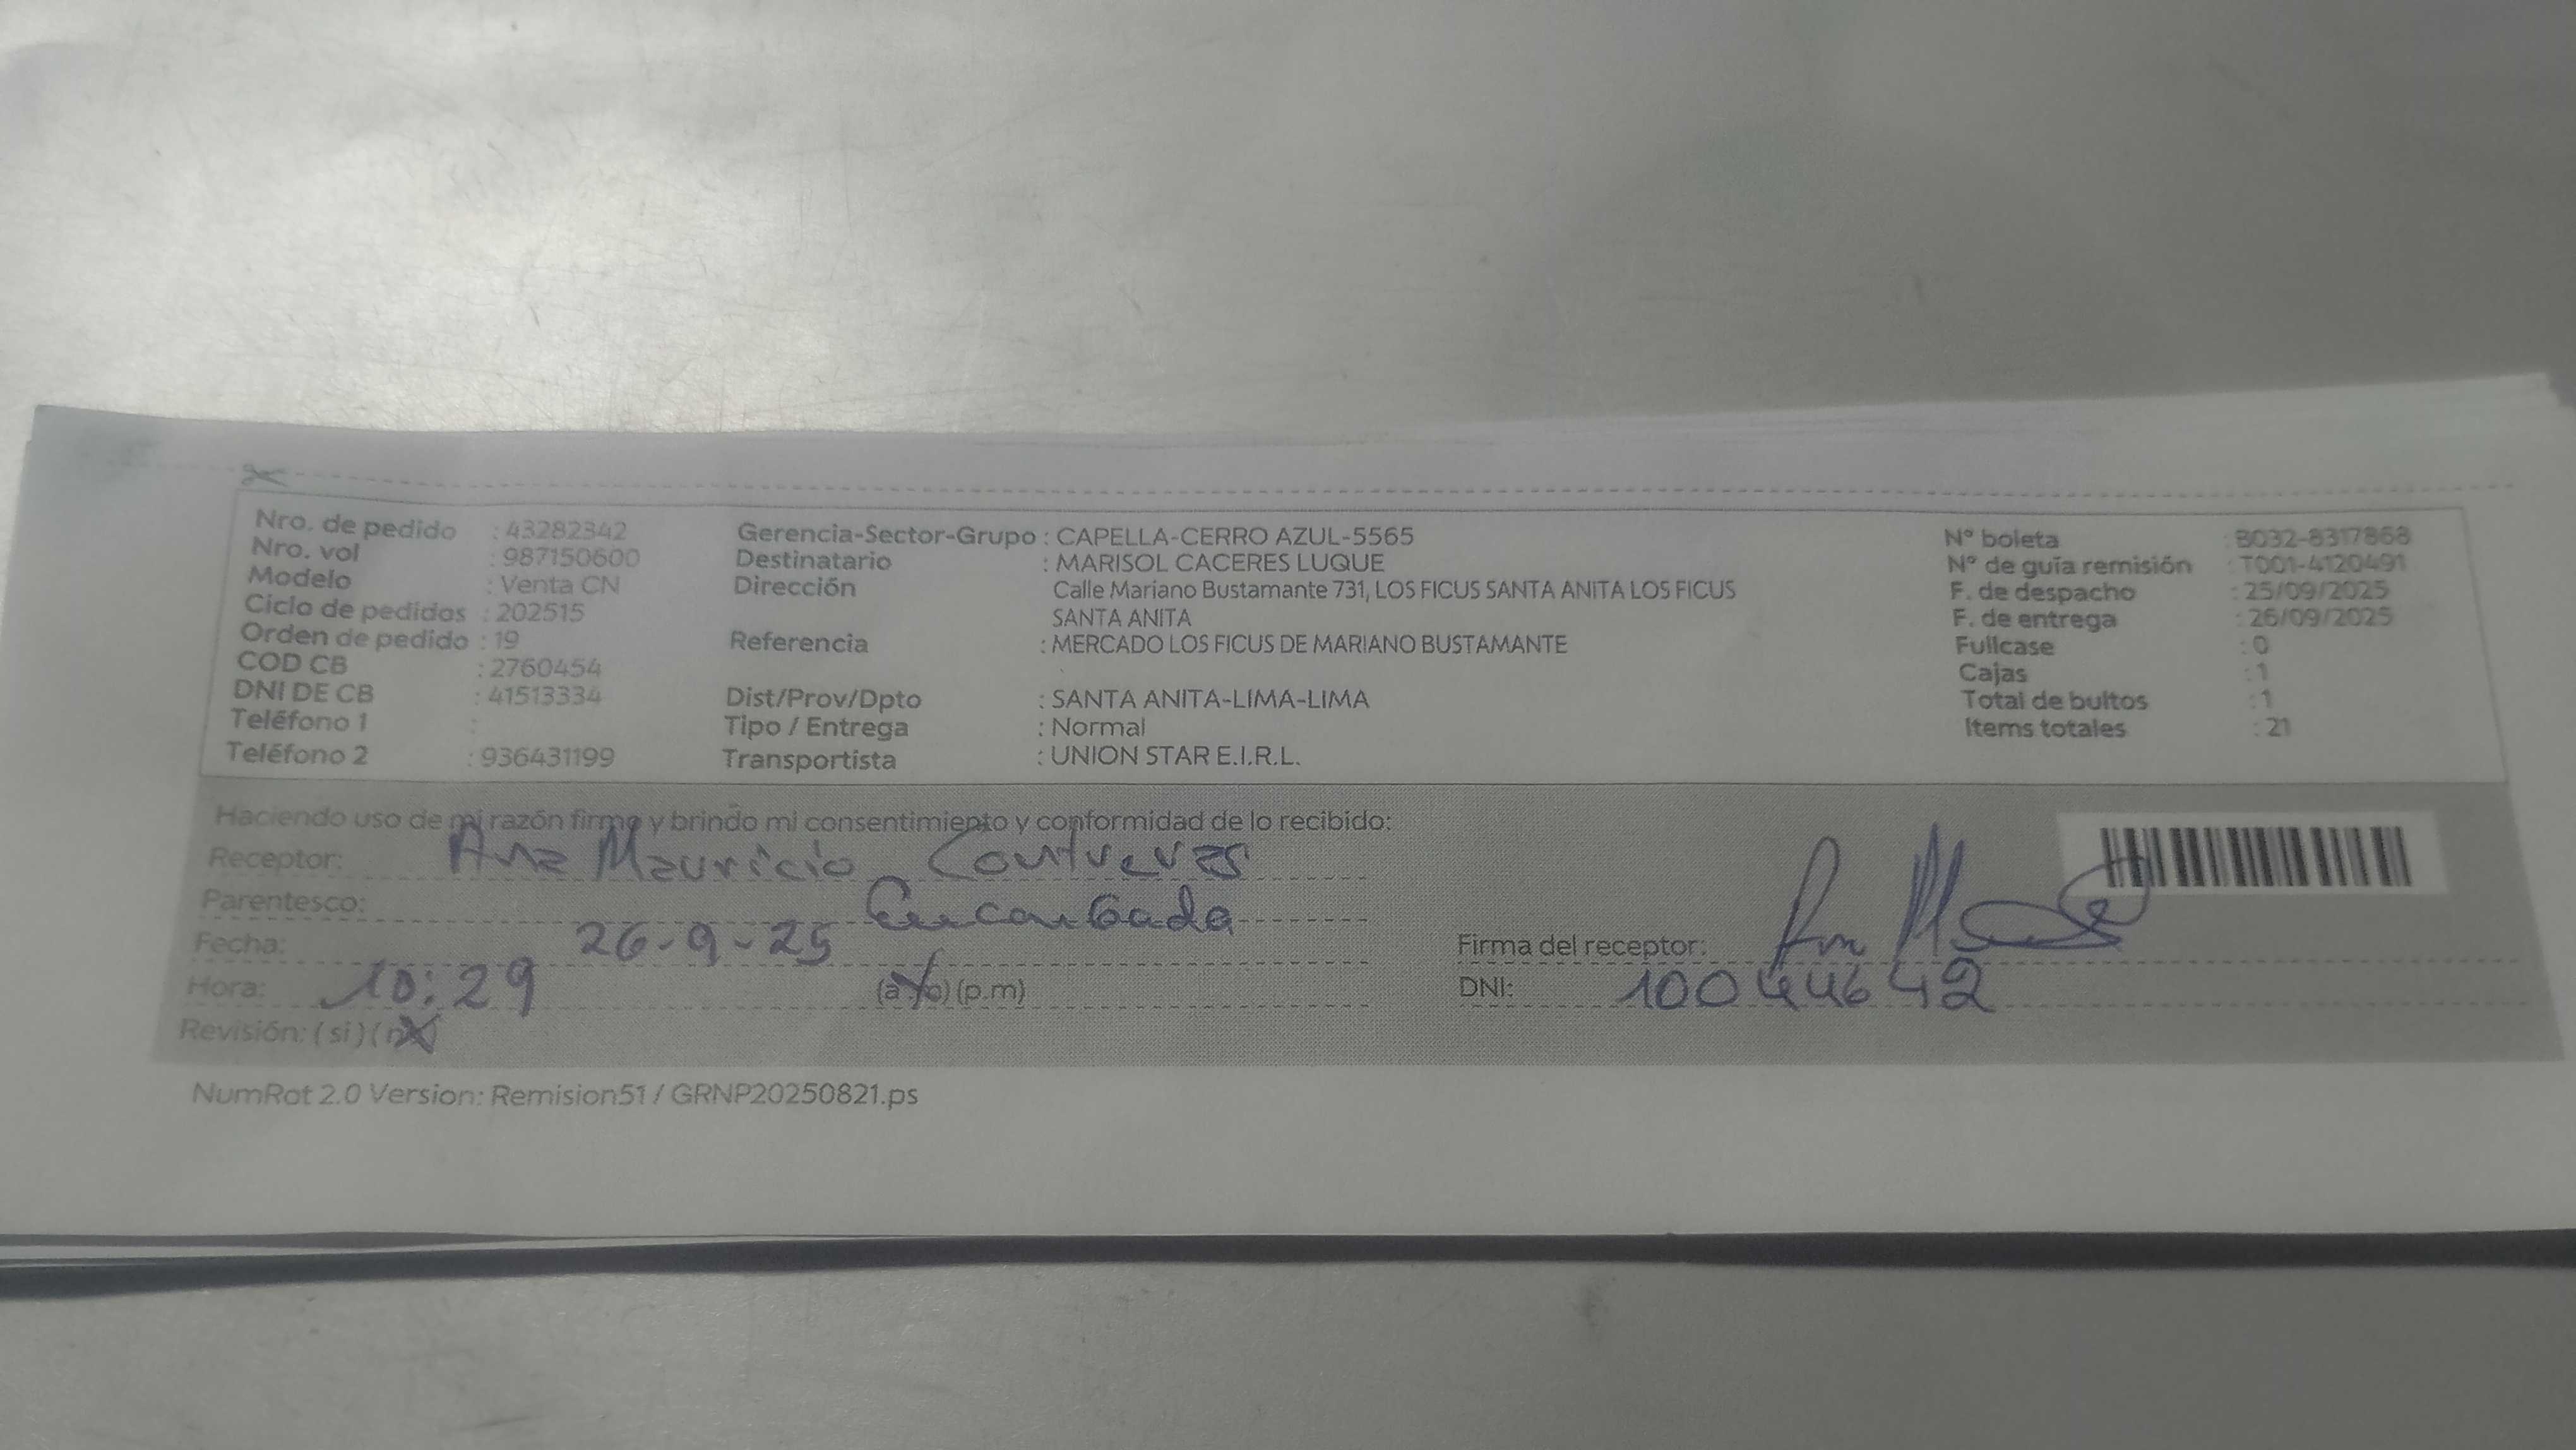 Nro. de pedido : 43282342
Nro. vol : 987150600
Modelo : Venta CN
Ciclo de pedidos : 202515
Orden de pedido : 19
COD CB : 2760454
DNI DE CB : 41513334
Teléfono 1 :
Teléfono 2 : 936431199
Gerencia-Sector-Grupo : CAPELLA-CERRO AZUL-5565
Destinatario : MARISOL CACERES LUQUE
Dirección Calle Mariano Bustamante 731, LOS FICUS SANTA ANITA LOS FICUS
SANTA ANITA
Referencia : MERCADO LOS FICUS DE MARIANO BUSTAMANTE
Dist/Prov/Dpto : SANTA ANITA-LIMA-LIMA
Tipo / Entrega : Normal
Transportista : UNION STAR E.I.R.L.
N° boleta : B032-8317868
N° de guía remisión : T001-4120491
F. de despacho : 25/09/2025
F. de entrega : 26/09/2025
Fullcase : 0
Cajas : 1
Total de bultos : 1
Items totales : 21
Haciendo uso de mi razón firmo y brindo mi consentimiento y conformidad de lo recibido:
Receptor: Ana Mauricio Contreras
Parentesco: Encargada
Fecha: 26-9-25
Hora: 10:29 (a.m) (p.m)
Revisión: (si) (no)
Firma del receptor:
DNI: 10044642
NumRot 2.0 Version: Remision51 / GRNP20250821.ps